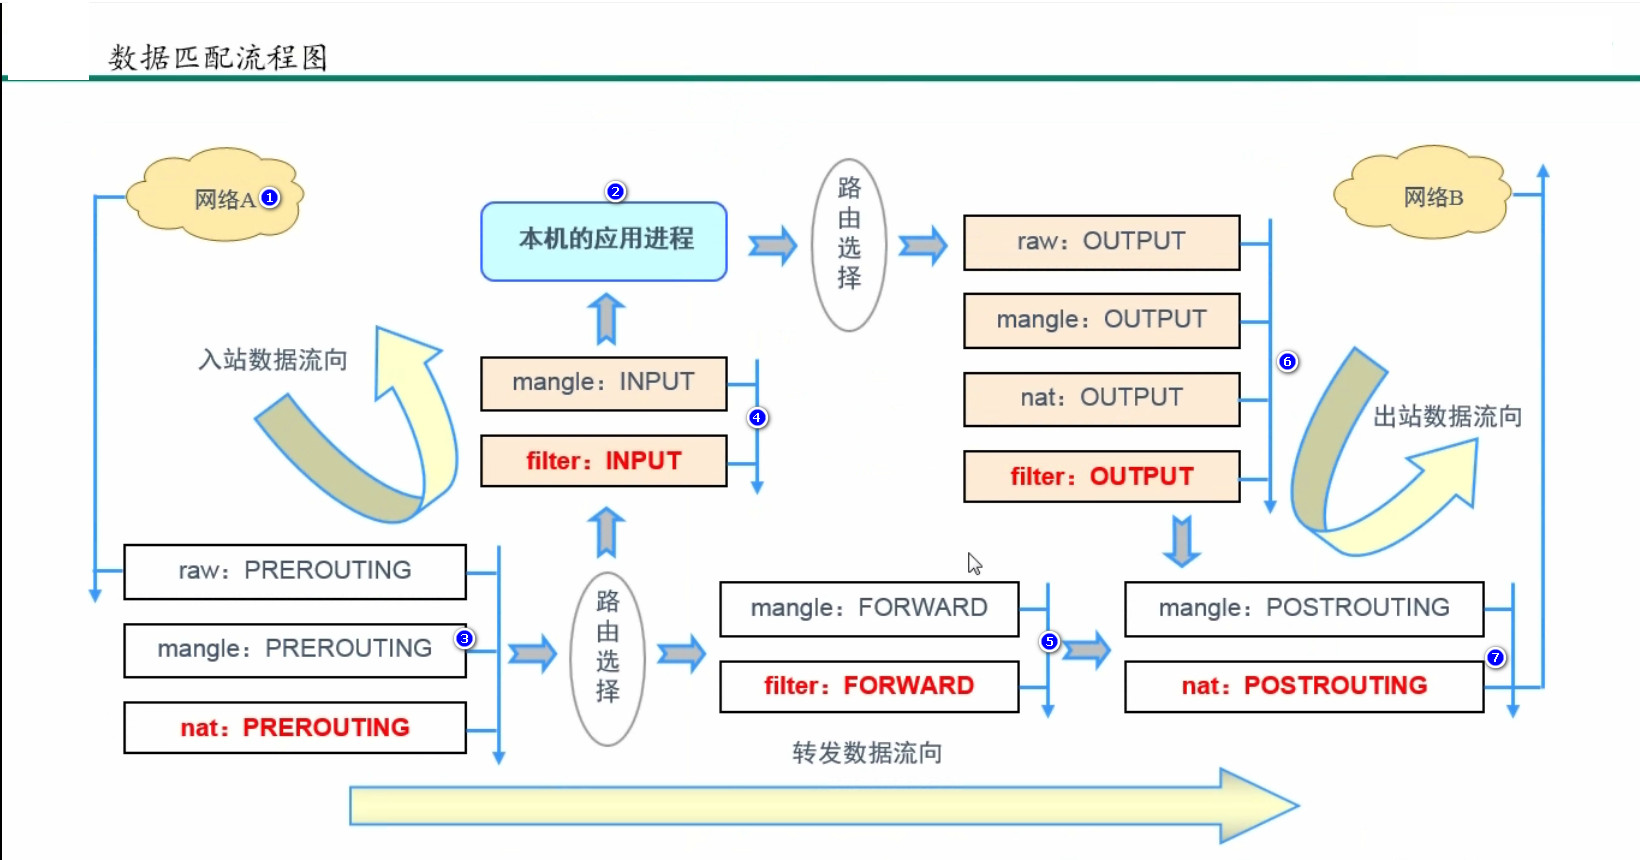 数据匹配流程图
网络A
1
2
本机的应用进程
路由选择
raw：OUTPUT
mangle：OUTPUT
nat：OUTPUT
filter：OUTPUT
6
网络B
入站数据流向
mangle：INPUT
filter：INPUT
4
出站数据流向
raw：PREROUTING
mangle：PREROUTING
3
nat：PREROUTING
路由选择
mangle：FORWARD
filter：FORWARD
5
mangle：POSTROUTING
nat：POSTROUTING
7
转发数据流向